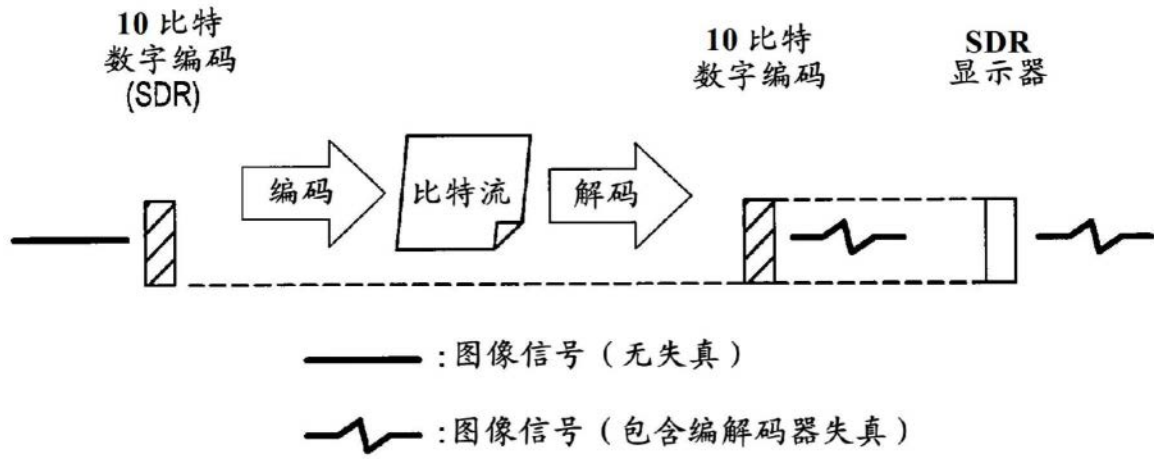 10 比特
数字编码
(SDR)
10 比特
数字编码
SDR
显示器
编码
比特流
解码
:图像信号（无失真）
:图像信号（包含编解码器失真）